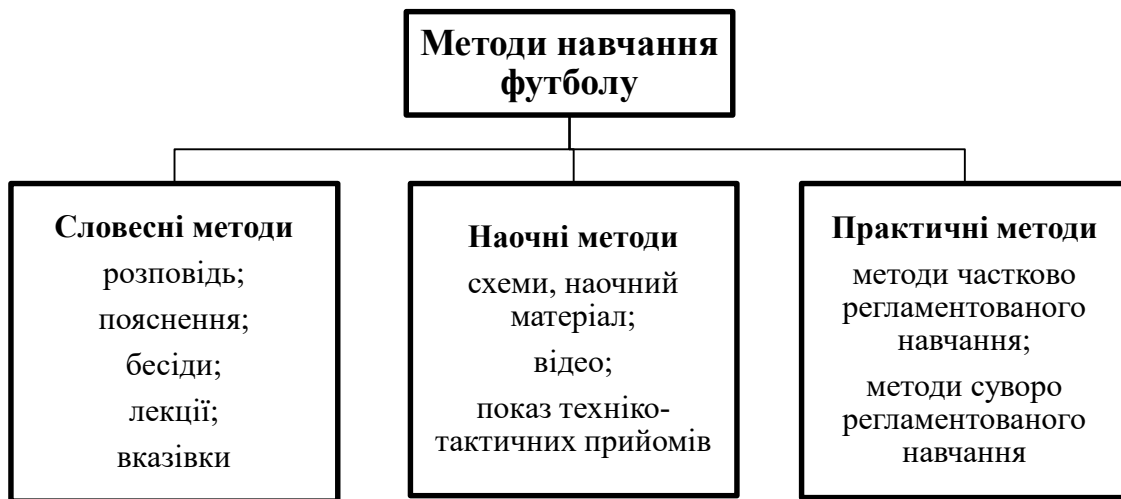 Методи навчання
футболу
Словесні методи
розповідь;
пояснення;
бесіди;
лекції;
вказівки
Наочні методи
схеми, наочний
матеріал;
відео;
показ техніко-
тактичних прийомів
Практичні методи
методи частково
регламентованого
навчання;
методи суворо
регламентованого
навчання